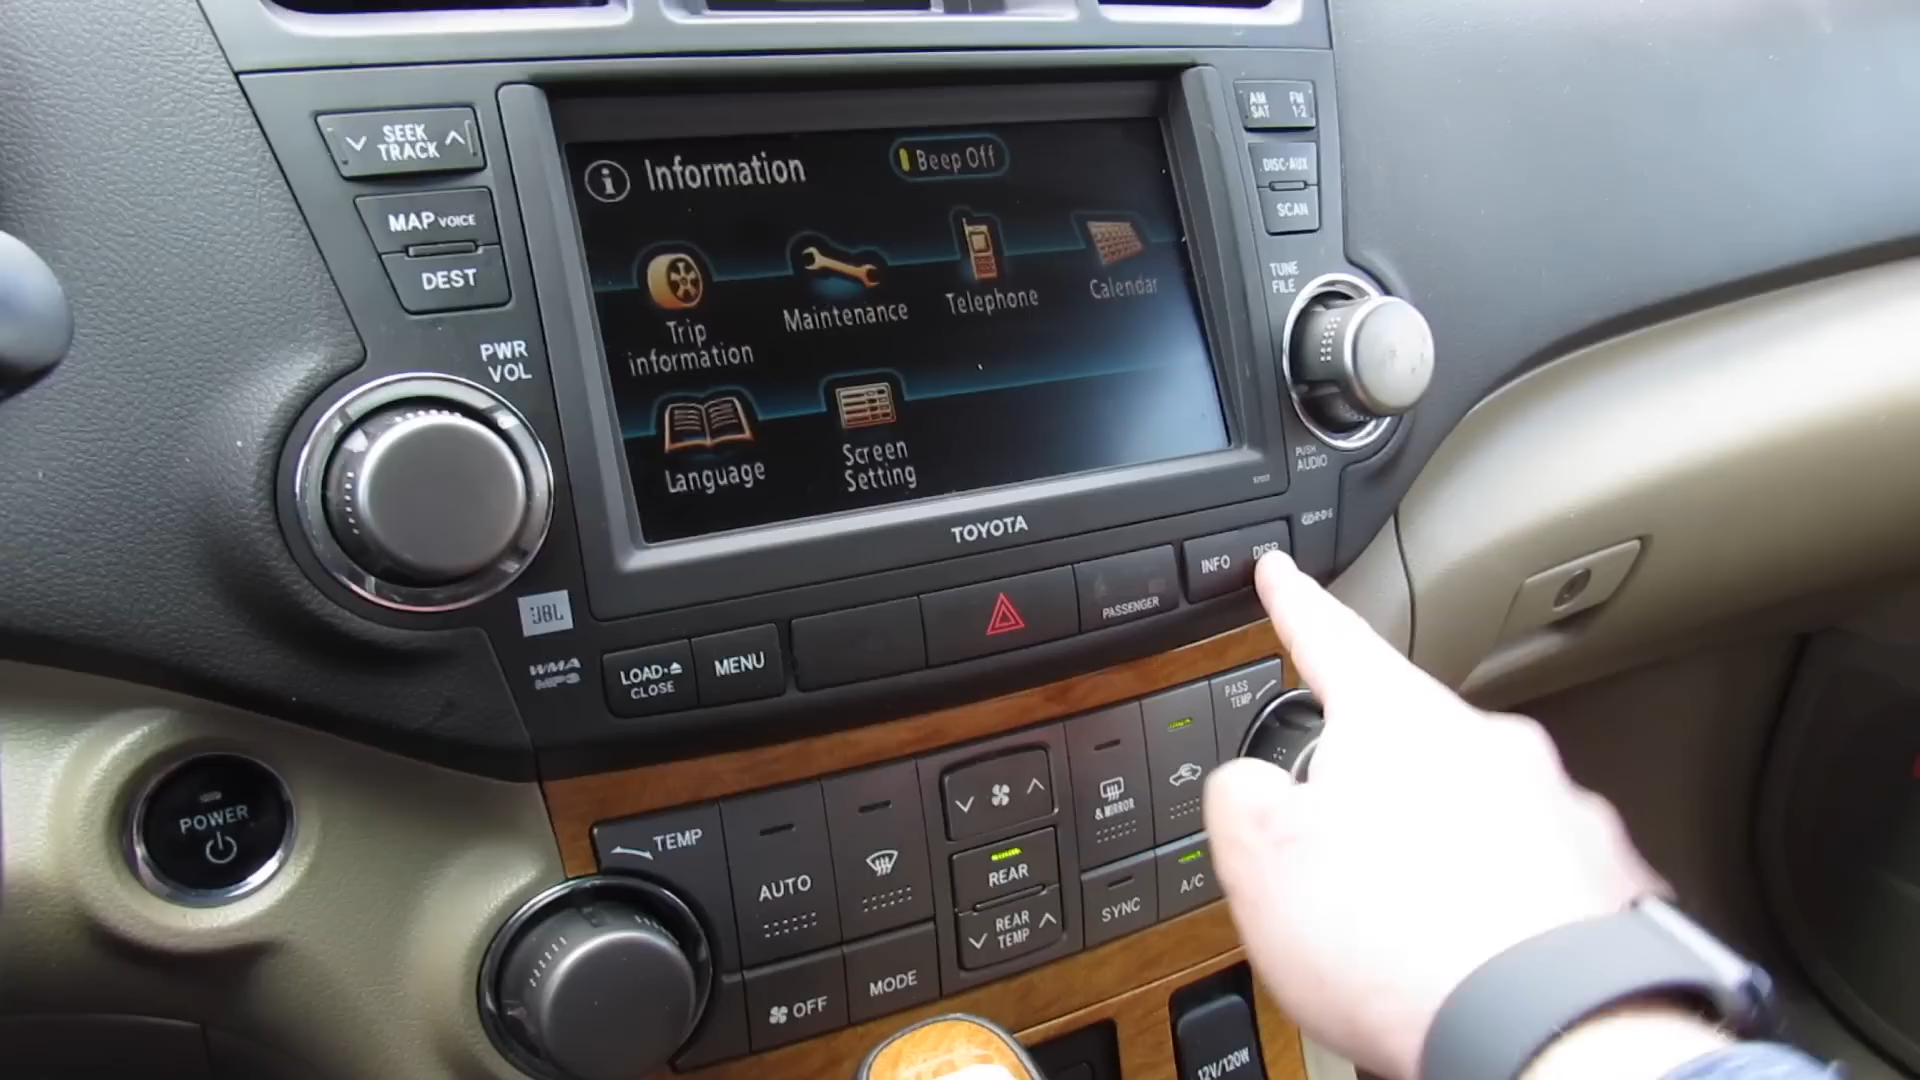 SEEK
TRACK
MAP VOICE
DEST
PWR
VOL
Information
Beep Off
Trip
information
Maintenance
Telephone
Calendar
Language
Screen
Setting
AM
SAT
FM
1·2
DISC·AUX
SCAN
TUNE
FILE
PUSH
AUDIO
TOYOTA
JBL
WMA
MP3
LOAD·
CLOSE
MENU
PASSENGER
INFO
DISP
POWER
TEMP
AUTO
OFF
MODE
REAR
REAR
TEMP
& MIRROR
SYNC
A/C
PASS
TEMP
12V/120W